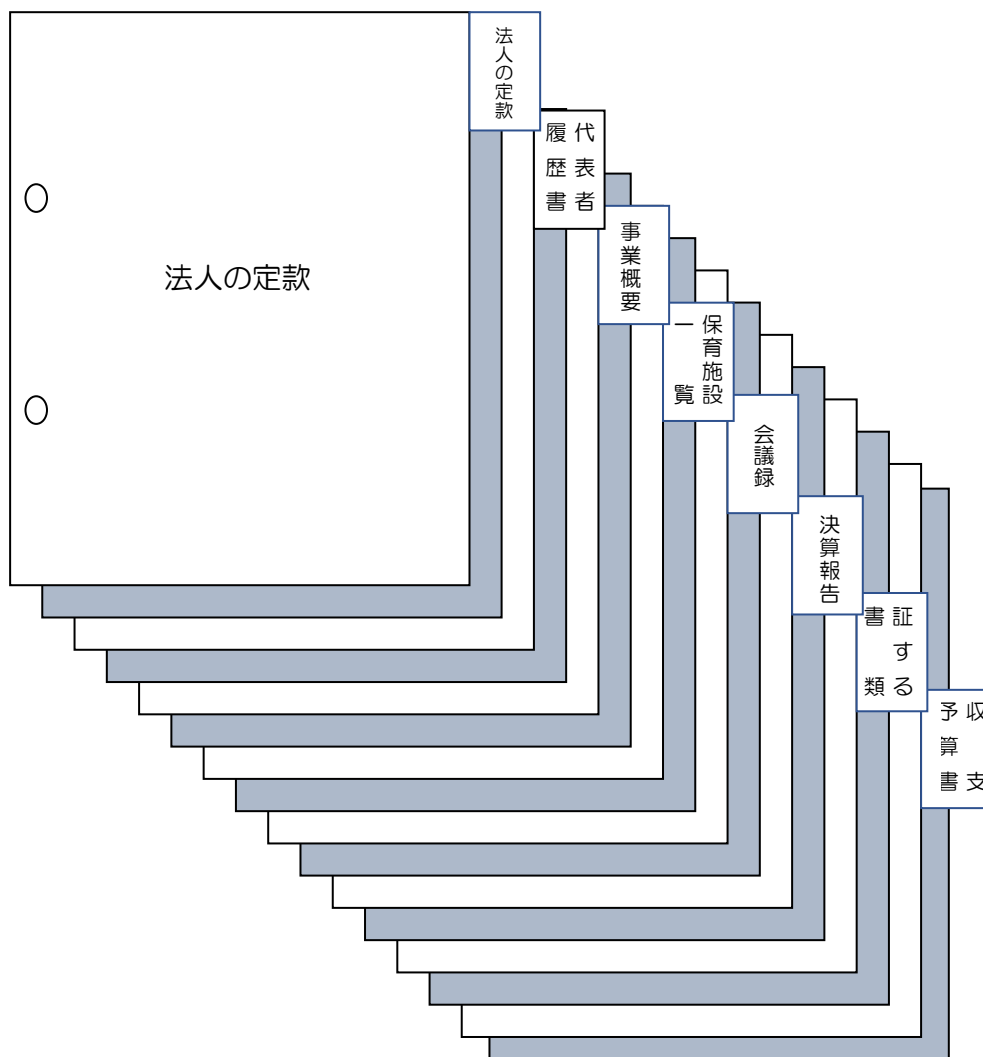 法人の定款
法人の定款
代表者
履歴書
事業概要
保育施設
一覧
会議録
決算報告
証する
書類
収支
予算書